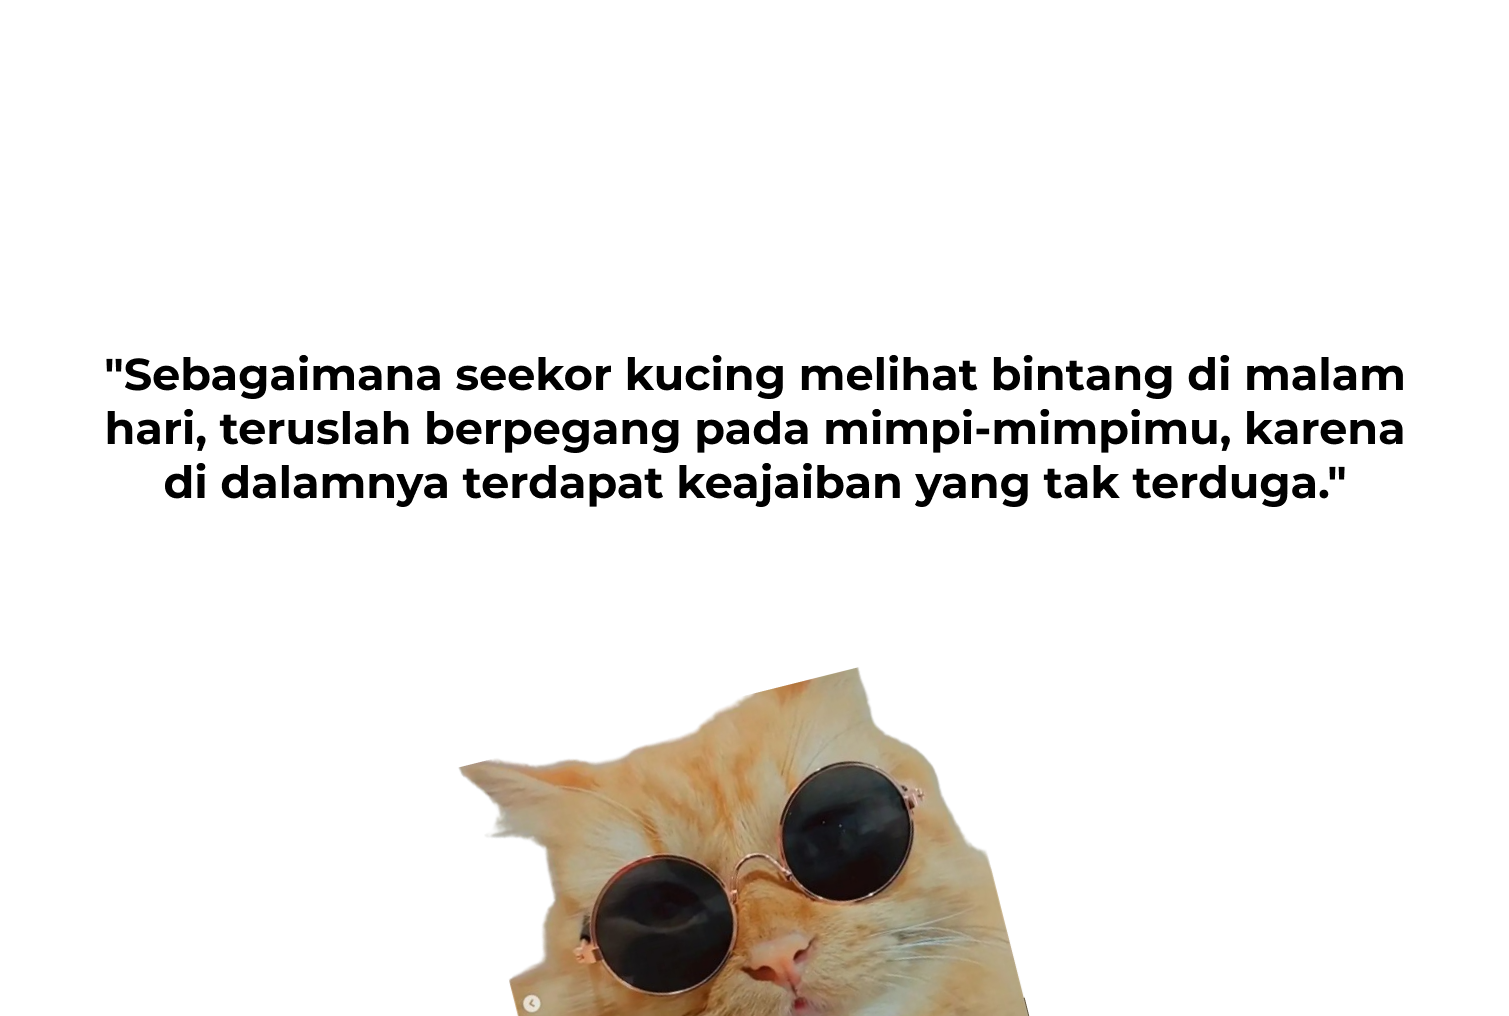 "Sebagaimana seekor kucing melihat bintang di malam
hari, teruslah berpegang pada mimpi-mimpimu, karena
di dalamnya terdapat keajaiban yang tak terduga."